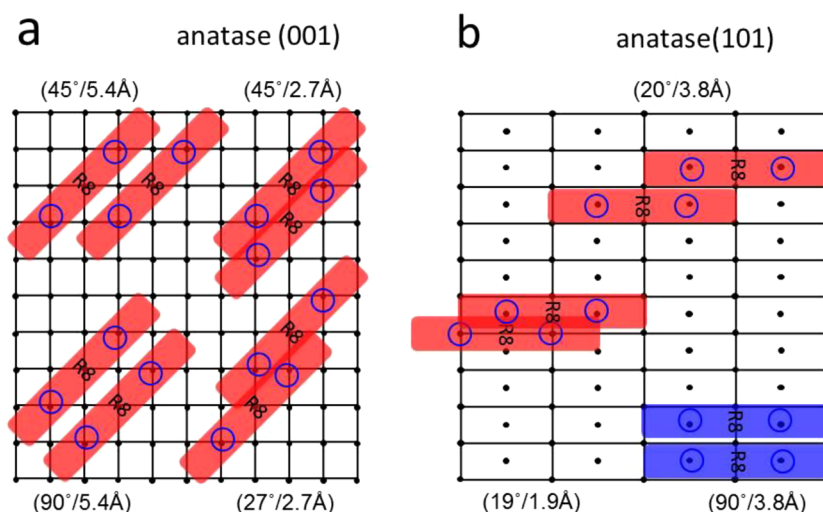 a
anatase (001)
(45°/5.4Å)
(45°/2.7Å)
R8
R8
R8
R8
R8
R8
R8
R8
(90°/5.4Å)
(27°/2.7Å)
b
anatase(101)
(20°/3.8Å)
R8
R8
R8
R8
R8
R8
(19°/1.9Å)
(90°/3.8Å)